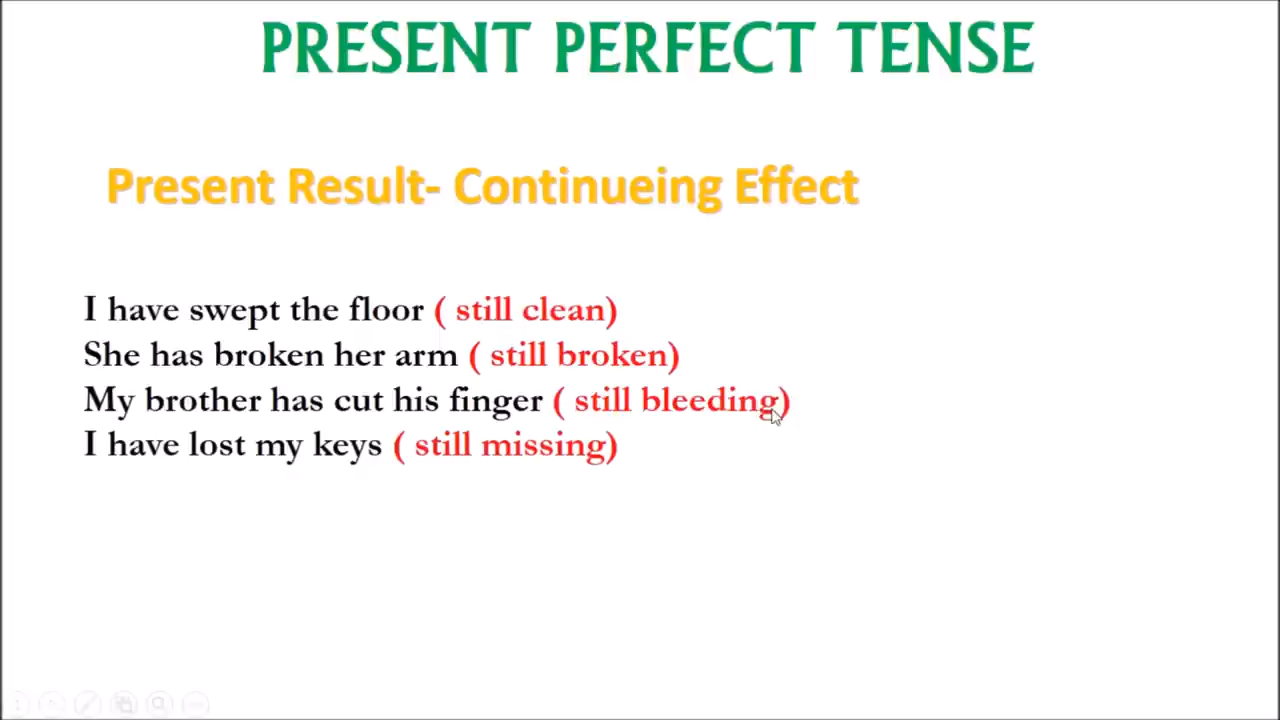 PRESENT PERFECT TENSE
Present Result- Continueing Effect
I have swept the floor ( still clean)
She has broken her arm ( still broken)
My brother has cut his finger ( still bleeding)
I have lost my keys ( still missing)